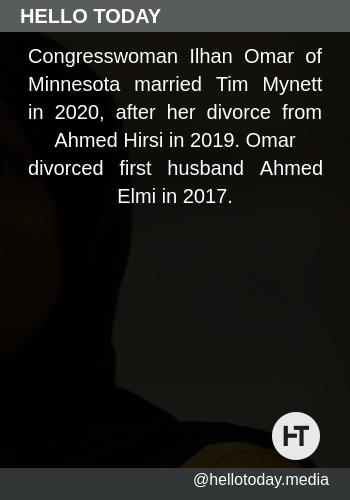 HELLO TODAY
Congresswoman Ilhan Omar of
Minnesota married Tim Mynett
in 2020, after her divorce from
Ahmed Hirsi in 2019. Omar
divorced first husband Ahmed
Elmi in 2017.
HT
@hellotoday.media